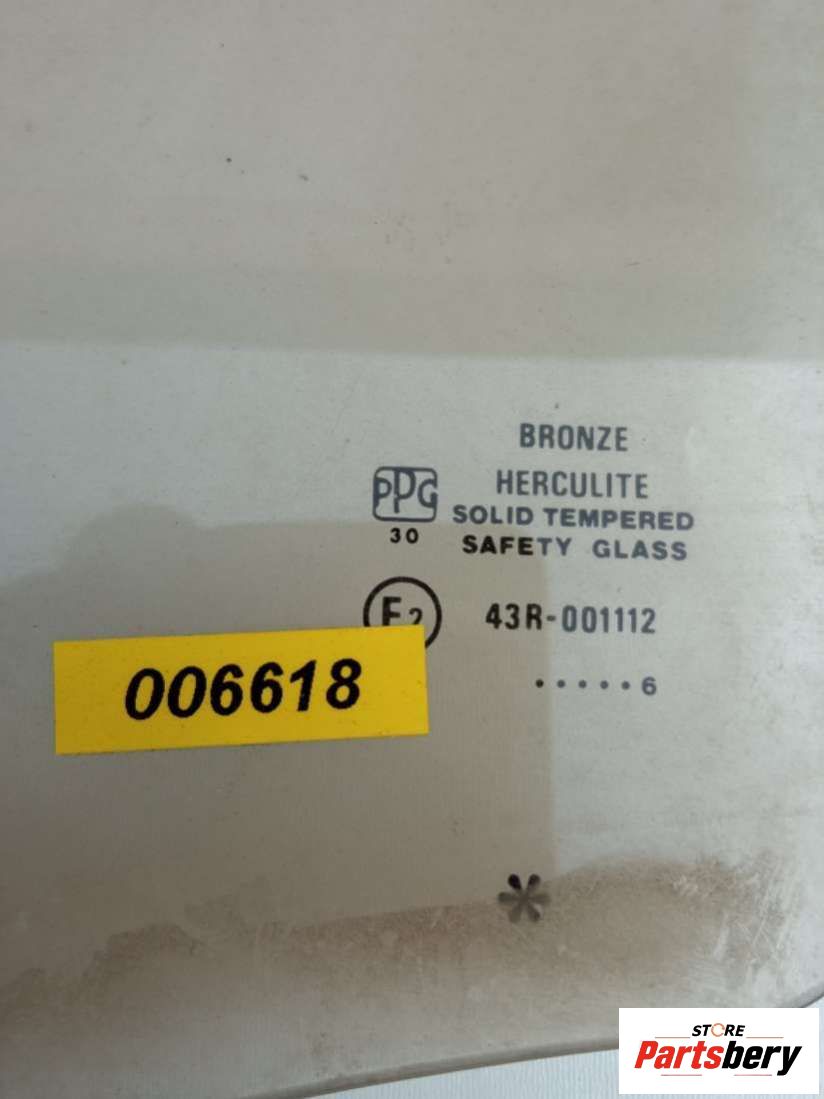 BRONZE
PPG HERCULITE
30 SOLID TEMPERED
SAFETY GLASS
E2 43R-001112
.....6
006618
*
STORE
Partsbery